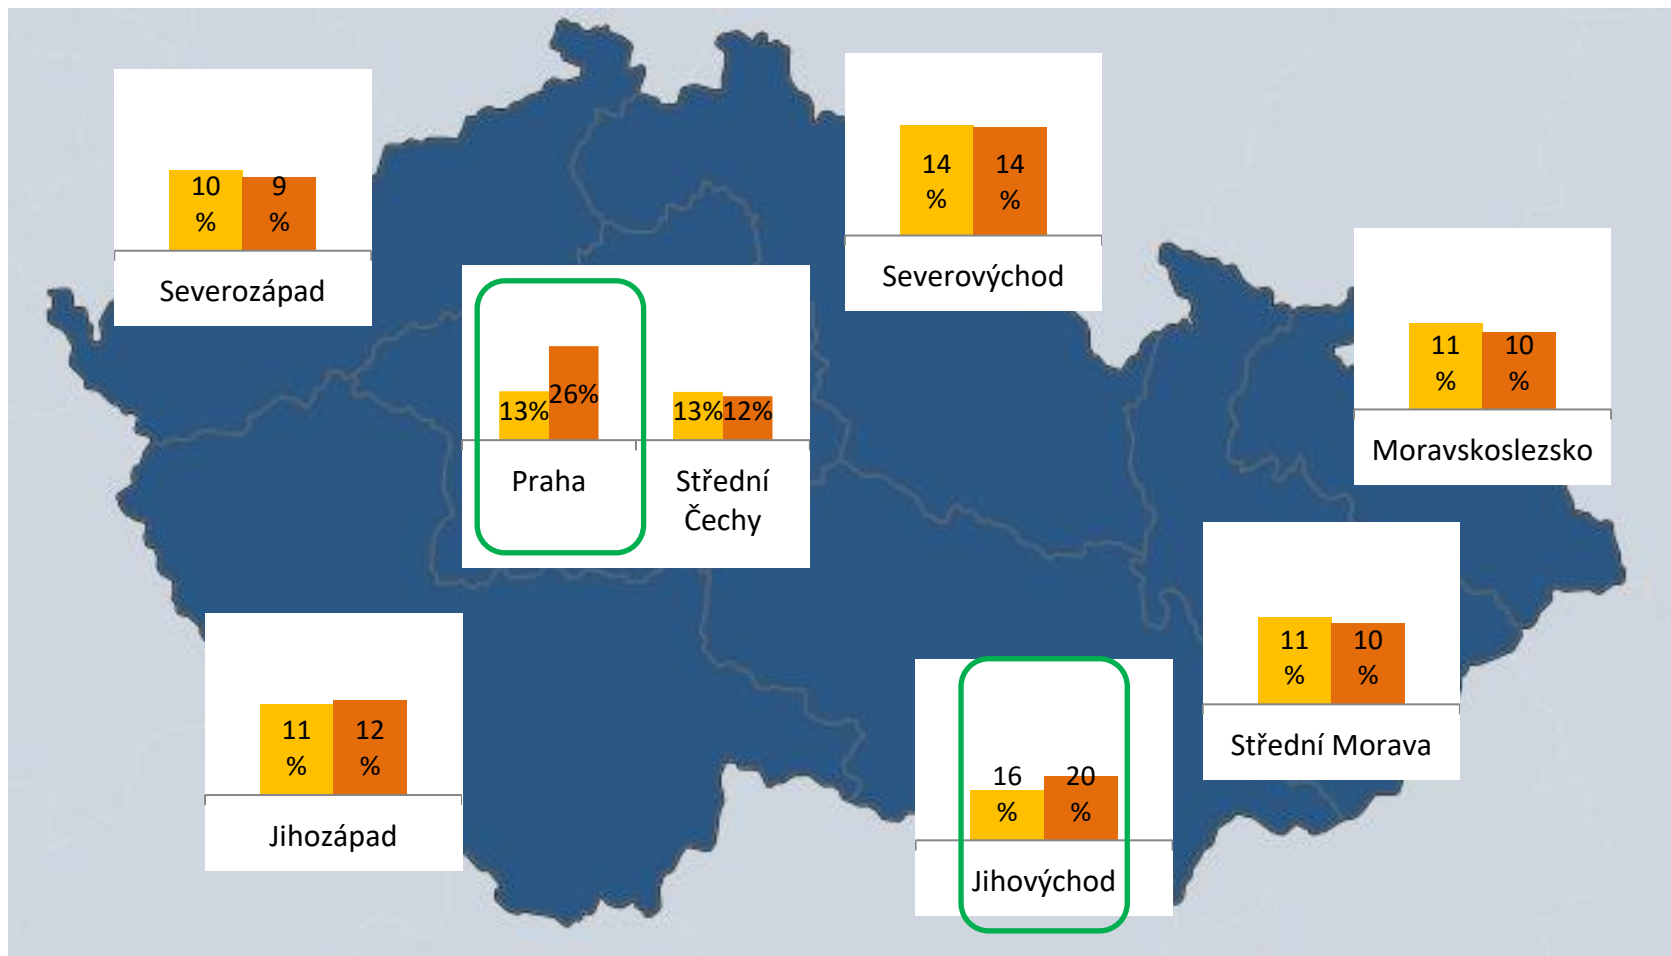 10 9
% %
Severozápad
14 14
% %
Severovýchod
13% 26% 13% 12%
Praha Střední
Čechy
11 10
% %
Moravskoslezsko
11 10
% %
Střední Morava
11 12
% %
Jihozápad
16 20
% %
Jihovýchod